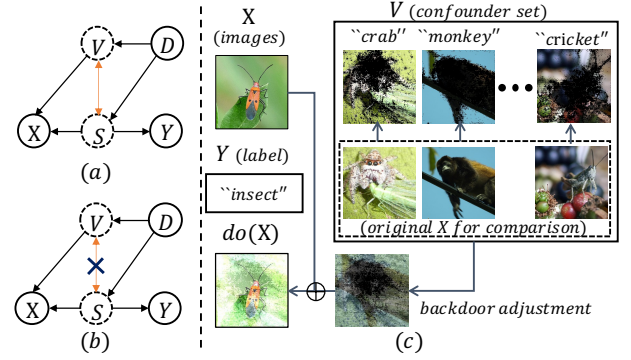 V
D
X
S
Y
(a)
V
D
X
S
Y
(b)
X
(images)
Y (label)
``insect"
do(X)
V (confounder set)
``crab" ``monkey" ``cricket"
•••
(original X for comparison)
backdoor adjustment
(c)